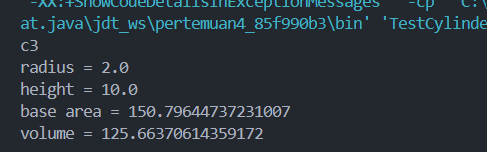 -XX:+ShowCodeDetailsInExceptionMessages' '-cp' 'C:\
at.java\jdt_ws\pertemuan4_85f990b3\bin' 'TestCylinde
c3
radius = 2.0
height = 10.0
base area = 150.79644737231007
volume = 125.66370614359172